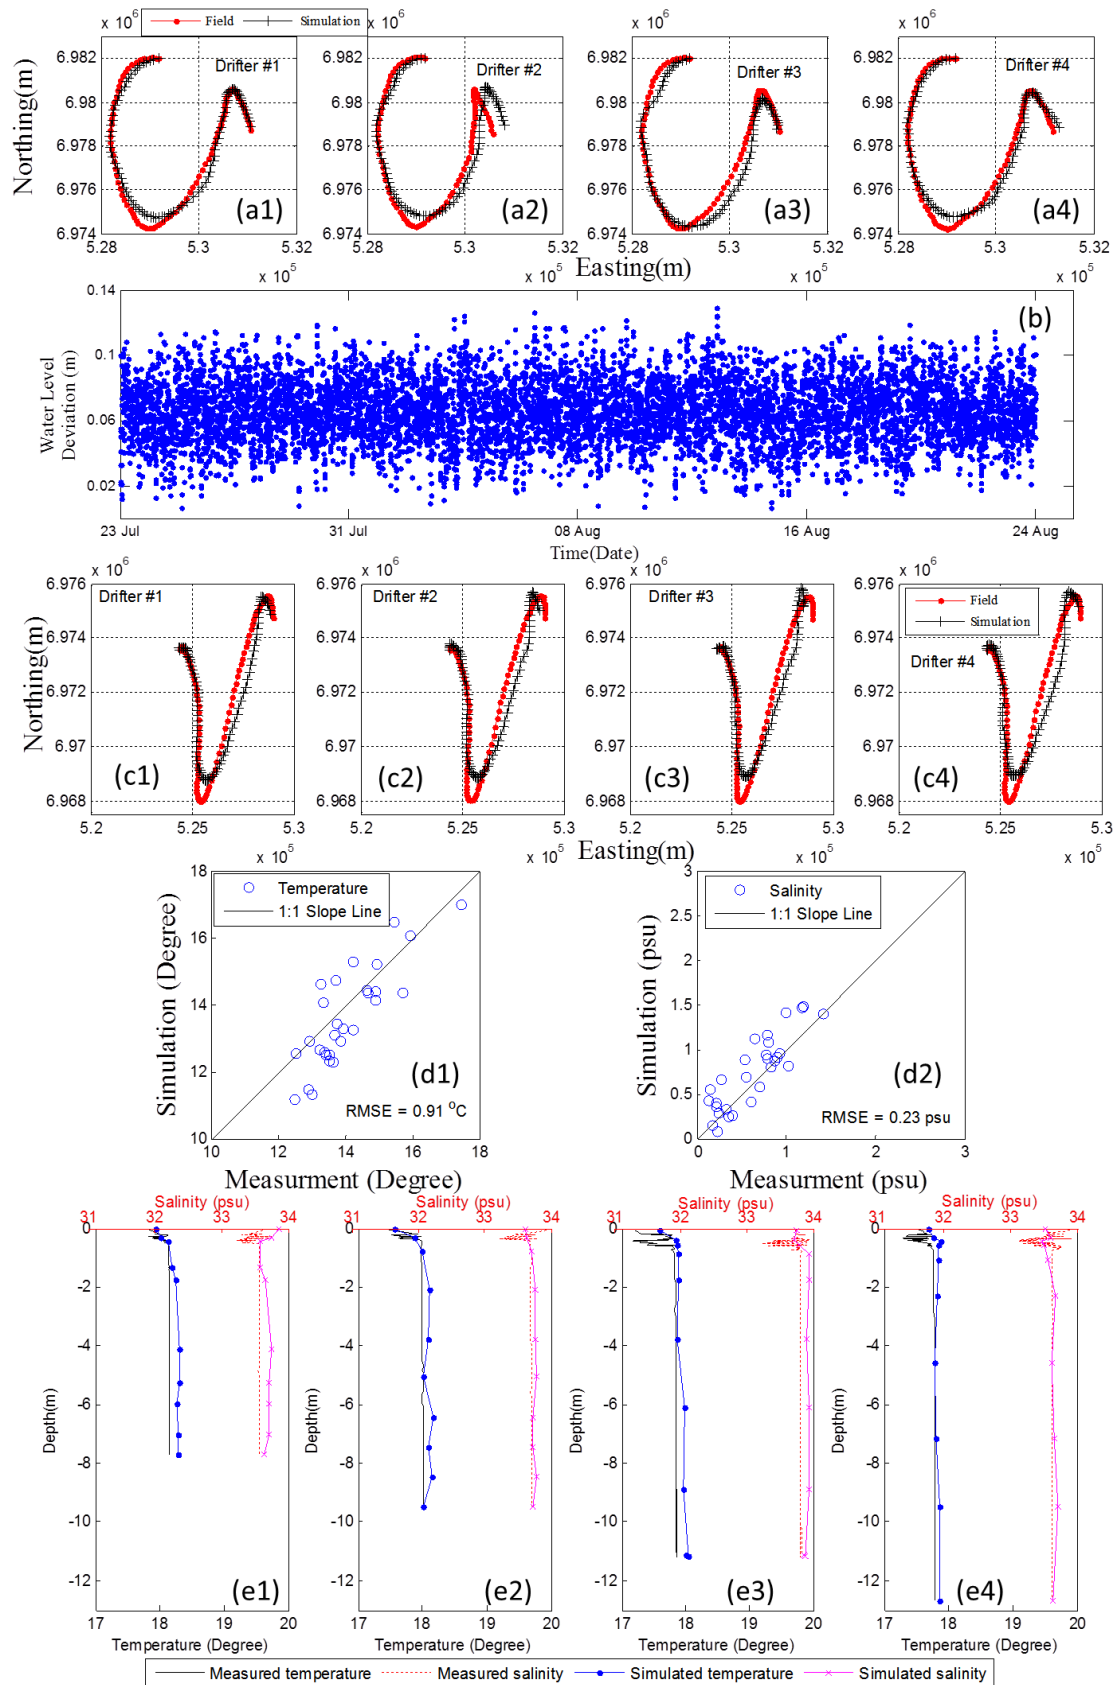 x 10^6 Field Simulation x 10^6 x 10^6 x 10^6
6.982 6.982 6.982 6.982
Drifter #1 Drifter #2 Drifter #3 Drifter #4
6.98 6.98 6.98 6.98
Northing(m)
6.978 6.978 6.978 6.978
6.976 6.976 6.976 6.976
(a1) (a2) (a3) (a4)
6.974 6.974 6.974 6.974
5.28 5.3 5.32 5.28 5.3 5.32 5.28 5.3 5.32 5.28 5.3 5.32
Easting(m)
x 10^5 x 10^5 x 10^5 x 10^5
0.14
(b)
0.1
Water Level
Deviation (m)
0.06
0.02
23 Jul 31 Jul 08 Aug 16 Aug 24 Aug
Time(Date)
x 10^6 x 10^6 x 10^6 x 10^6
6.976 6.976 6.976 6.976
Drifter #1 Drifter #2 Drifter #3 Field
Simulation
6.974 6.974 6.974 6.974
Drifter #4
Northing(m)
6.972 6.972 6.972 6.972
6.97 6.97 6.97 6.97
(c1) (c2) (c3) (c4)
6.968 6.968 6.968 6.968
5.2 5.25 5.3 5.2 5.25 5.3 5.2 5.25 5.3 5.2 5.25 5.3
Easting(m)
x 10^5 x 10^5 x 10^5 x 10^5
18
Temperature
1:1 Slope Line
16
14
12
10
Simulation (Degree)
(d1)
RMSE = 0.91 °C
10 12 14 16 18
Measurment (Degree)
3
Salinity
1:1 Slope Line
2.5
2
1.5
1
0.5
0
Simulation (psu)
(d2)
RMSE = 0.23 psu
0 1 2 3
Measurment (psu)
Salinity (psu) Salinity (psu) Salinity (psu) Salinity (psu)
31 32 33 34 31 32 33 34 31 32 33 34 31 32 33 34
0 0 0 0
-2 -2 -2 -2
-4 -4 -4 -4
-6 -6 -6 -6
Depth(m) Depth(m) Depth(m) Depth(m)
-8 -8 -8 -8
-10 -10 -10 -10
-12 -12 -12 -12
(e1) (e2) (e3) (e4)
17 18 19 20 17 18 19 20 17 18 19 20 17 18 19 20
Temperature (Degree) Temperature (Degree) Temperature (Degree) Temperature (Degree)
Measured temperature Measured salinity Simulated temperature Simulated salinity